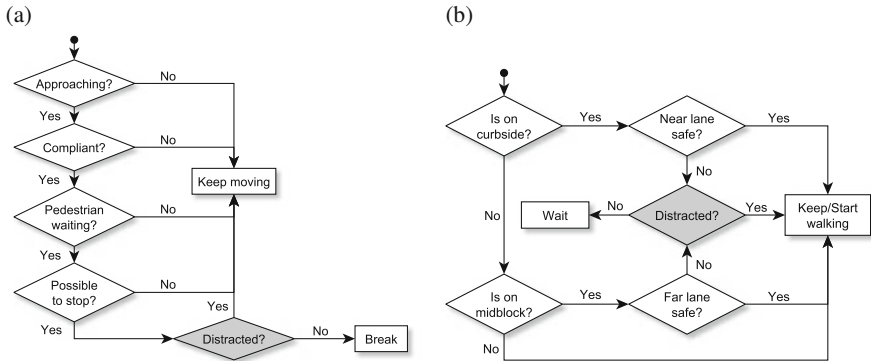 (a)
Approaching?
No
Yes
Compliant?
No
Yes
Keep moving
Pedestrian
waiting?
No
Yes
Possible
to stop?
No
Yes
Yes
Distracted?
No
Break
(b)
Is on
curbside?
Yes
Near lane
safe?
Yes
No
No
Wait
No
Distracted?
Yes
Keep/Start
walking
No
Is on
midblock?
Yes
Far lane
safe?
Yes
No